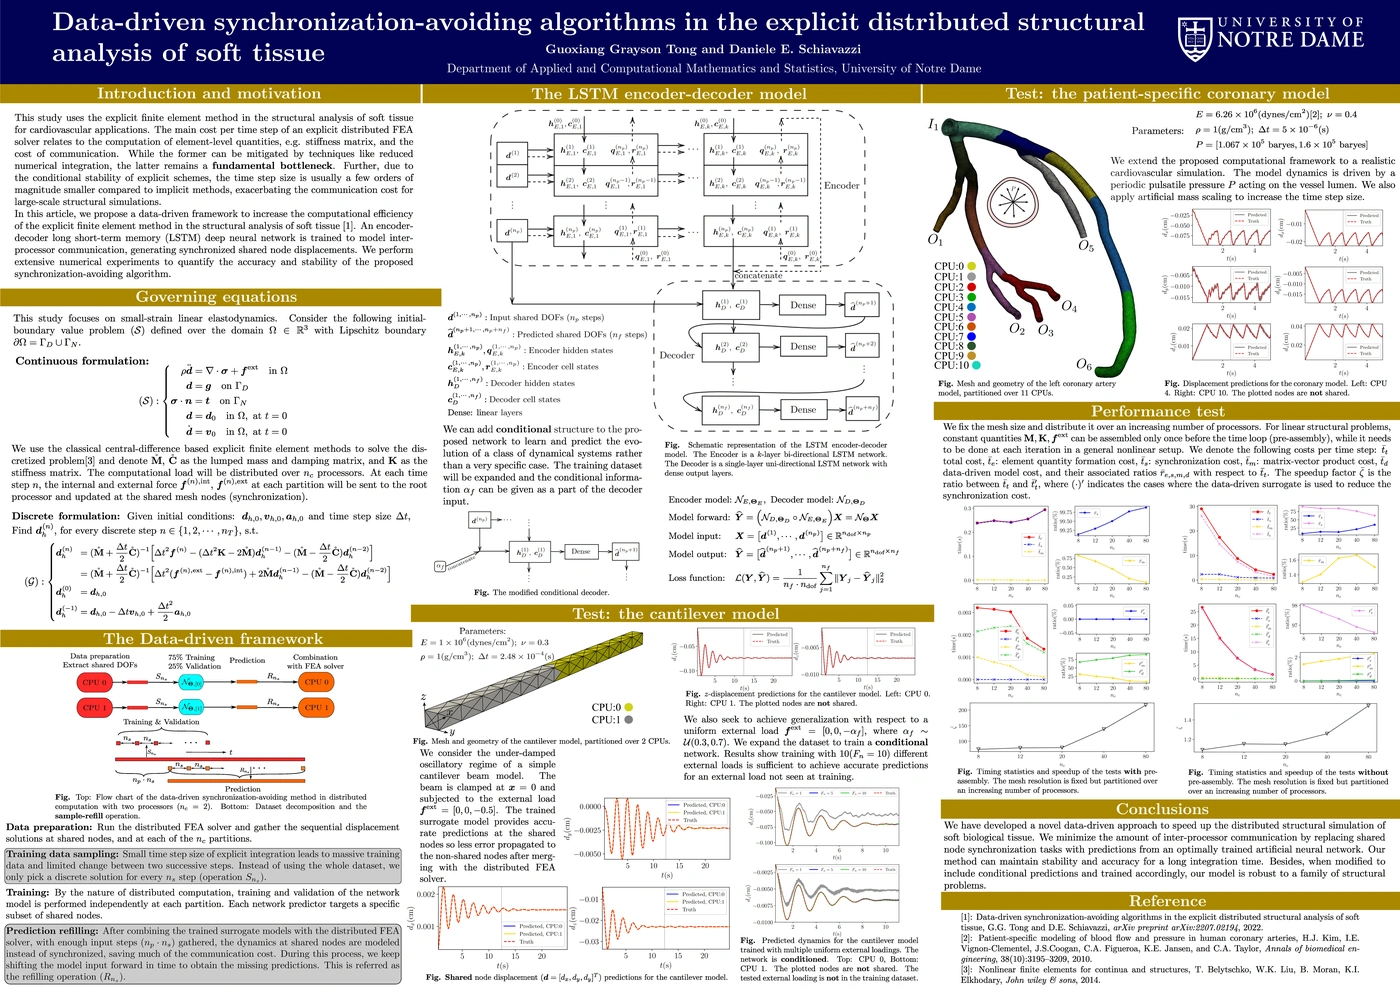 Data-driven synchronization-avoiding algorithms in the explicit distributed structural
analysis of soft tissue
Guoxiang Grayson Tong and Daniele E. Schiavazzi
Department of Applied and Computational Mathematics and Statistics, University of Notre Dame
UNIVERSITY OF
NOTRE DAME
Introduction and motivation
This study uses the explicit finite element method in the structural analysis of soft tissue
for cardiovascular applications. The main cost per time step of an explicit distributed FEA
solver relates to the computation of element-level quantities, e.g. stiffness matrix, and the
cost of communication. While the former can be mitigated by techniques like reduced
numerical integration, the latter remains a fundamental bottleneck. Further, due to
the conditional stability of explicit schemes, the time step size is usually a few orders of
magnitude smaller compared to implicit methods, exacerbating the communication cost for
large-scale structural simulations.
In this article, we propose a data-driven framework to increase the computational efficiency
of the explicit finite element method in the structural analysis of soft tissue [1]. An encoder-
decoder long short-term memory (LSTM) deep neural network is trained to model inter-
processor communication, generating synchronized shared node displacements. We perform
extensive numerical experiments to quantify the accuracy and stability of the proposed
synchronization-avoiding algorithm.
Governing equations
This study focuses on small-strain linear elastodynamics. Consider the following initial-
boundary value problem (S) defined over the domain Ω ∈ ℝ³ with Lipschitz boundary
∂Ω = Γ_D ∪ Γ_N.
Continuous formulation:
(S) :
ρd̈ = ∇ · σ + f^ext in Ω
d = g on Γ_D
σ · n = t on Γ_N
d = d₀ in Ω, at t = 0
ḋ = v₀ in Ω, at t = 0
We use the classical central-difference based explicit finite element methods to solve the dis-
cretized problem[3] and denote M̂, Ĉ as the lumped mass and damping matrix, and K as the
stiffness matrix. The computational load will be distributed over n_c processors. At each time
step n, the internal and external force f^(n),int, f^(n),ext at each partition will be sent to the root
processor and updated at the shared mesh nodes (synchronization).
Discrete formulation: Given initial conditions: d_h,0, v_h,0, a_h,0 and time step size Δt,
Find d_h^(n), for every discrete step n ∈ {1, 2, ⋯ , n_T}, s.t.
(G) :
d_h^(n) = (M̂ + Δt/2 Ĉ)^−1 [Δt² f^(n) − (Δt²K − 2M̂)d_h^(n−1) − (M̂ − Δt/2 Ĉ)d_h^(n−2)]
= (M̂ + Δt/2 Ĉ)^−1 [Δt²(f^(n),ext − f^(n),int) + 2M̂d_h^(n−1) − (M̂ − Δt/2 Ĉ)d_h^(n−2)]
d_h^(0) = d_h,0
d_h^(−1) = d_h,0 − Δtv_h,0 + Δt²/2 a_h,0
The Data-driven framework
Data preparation
Extract shared DOFs
75% Training
25% Validation
Prediction
Combination
with FEA solver
CPU 0
CPU 0
CPU 1
CPU 1
Training & Validation
Prediction
Fig. Top: Flow chart of the data-driven synchronization-avoiding method in distributed
computation with two processors (n_c = 2). Bottom: Dataset decomposition and the
sample-refill operation.
Data preparation: Run the distributed FEA solver and gather the sequential displacement
solutions at shared nodes, and at each of the n_c partitions.
Training data sampling: Small time step size of explicit integration leads to massive training
data and limited change between two successive steps. Instead of using the whole dataset, we
only pick a discrete solution for every n_s step (operation S_n_s).
Training: By the nature of distributed computation, training and validation of the network
model is performed independently at each partition. Each network predictor targets a specific
subset of shared nodes.
Prediction refilling: After combining the trained surrogate models with the distributed FEA
solver, with enough input steps (n_p · n_s) gathered, the dynamics at shared nodes are modeled
instead of synchronized, saving much of the communication cost. During this process, we keep
shifting the model input forward in time to obtain the missing predictions. This is referred as
the refilling operation (R_n_s).
The LSTM encoder-decoder model
Encoder
concatenate
Decoder
Dense
Dense
Dense
d^(1,⋯,n_p) : Input shared DOFs (n_p steps)
d̂^(n_p+1,⋯,n_p+n_f) : Predicted shared DOFs (n_f steps)
h_E,k^(1,⋯,n_p), q_E,k^(1,⋯,n_p) : Encoder hidden states
c_E,k^(1,⋯,n_p), r_E,k^(1,⋯,n_p) : Encoder cell states
h_D^(1,⋯,n_f) : Decoder hidden states
c_D^(1,⋯,n_f) : Decoder cell states
Dense: linear layers
Fig. Schematic representation of the LSTM encoder-decoder
model. The Encoder is a k-layer bi-directional LSTM network.
The Decoder is a single-layer uni-directional LSTM network with
dense output layers.
We can add conditional structure to the pro-
posed network to learn and predict the evo-
lution of a class of dynamical systems rather
than a very specific case. The training dataset
will be expanded and the conditional informa-
tion α_f can be given as a part of the decoder
input.
concatenate
Dense
Fig. The modified conditional decoder.
Encoder model: N_E,Θ_E, Decoder model: N_D,Θ_D
Model forward: Ŷ = (N_D,Θ_D ∘ N_E,Θ_E) X = N_Θ X
Model input: X = [d^(1), ⋯ , d^(n_p)] ∈ ℝ^n_dof×n_p
Model output: Ŷ = [d̂^(n_p+1), ⋯ , d̂^(n_p+n_f)] ∈ ℝ^n_dof×n_f
Loss function: L(Y, Ŷ) = 1/(n_f · n_dof) Σ_j=1^n_f ‖Y_j − Ŷ_j‖₂²
Test: the cantilever model
Parameters:
E = 1 × 10⁶(dynes/cm²); ν = 0.3
ρ = 1(g/cm³); Δt = 2.48 × 10⁻⁴(s)
CPU:0
CPU:1
Fig. Mesh and geometry of the cantilever model, partitioned over 2 CPUs.
We consider the under-damped
oscillatory regime of a simple
cantilever beam model. The
beam is clamped at x = 0 and
subjected to the external load
f^ext = [0, 0, −0.5]. The trained
surrogate model provides accu-
rate predictions at the shared
nodes so less error propagated to
the non-shared nodes after merg-
ing with the distributed FEA
solver.
Predicted, CPU:0
Predicted, CPU:1
Truth
Fig. Shared node displacement (d = [d_x, d_y, d_z]^T) predictions for the cantilever model.
Fig. z-displacement predictions for the cantilever model. Left: CPU 0.
Right: CPU 1. The plotted nodes are not shared.
We also seek to achieve generalization with respect to a
uniform external load f^ext = [0, 0, −α_f], where α_f ∼
U(0.3, 0.7). We expand the dataset to train a conditional
network. Results show training with 10(F_n = 10) different
external loads is sufficient to achieve accurate predictions
for an external load not seen at training.
Fig. Predicted dynamics for the cantilever model
trained with multiple uniform external loadings. The
network is conditioned. Top: CPU 0, Bottom:
CPU 1. The plotted nodes are not shared. The
tested external loading is not in the training dataset.
Test: the patient-specific coronary model
Parameters:
E = 6.26 × 10⁶(dynes/cm²)[2]; ν = 0.4
ρ = 1(g/cm³); Δt = 5 × 10⁻⁶(s)
P = [1.067 × 10⁵ baryes, 1.6 × 10⁵ baryes]
We extend the proposed computational framework to a realistic
cardiovascular simulation. The model dynamics is driven by a
periodic pulsatile pressure P acting on the vessel lumen. We also
apply artificial mass scaling to increase the time step size.
I₁
O₁
O₂
O₃
O₄
O₅
O₆
CPU:0
CPU:1
CPU:2
CPU:3
CPU:4
CPU:5
CPU:6
CPU:7
CPU:8
CPU:9
CPU:10
Fig. Mesh and geometry of the left coronary artery
model, partitioned over 11 CPUs.
Fig. Displacement predictions for the coronary model. Left: CPU
4. Right: CPU 10. The plotted nodes are not shared.
Performance test
We fix the mesh size and distribute it over an increasing number of processors. For linear structural problems,
constant quantities M, K, f^ext can be assembled only once before the time loop (pre-assembly), while it needs
to be done at each iteration in a general nonlinear setup. We denote the following costs per time step: t̄_t
total cost, t̄_e: element quantity formation cost, t̄_s: synchronization cost, t̄_m: matrix-vector product cost, t̄_d
data-driven model cost, and their associated ratios r̄_e,s,m,d with respect to t̄_t. The speedup factor ζ̄ is the
ratio between t̄_t and t̄′_t, where (·)′ indicates the cases where the data-driven surrogate is used to reduce the
synchronization cost.
Fig. Timing statistics and speedup of the tests with pre-
assembly. The mesh resolution is fixed but partitioned over
an increasing number of processors.
Fig. Timing statistics and speedup of the tests without
pre-assembly. The mesh resolution is fixed but partitioned
over an increasing number of processors.
Conclusions
We have developed a novel data-driven approach to speed up the distributed structural simulation of
soft biological tissue. We minimize the amount of inter-processor communication by replacing shared
node synchronization tasks with predictions from an optimally trained artificial neural network. Our
method can maintain stability and accuracy for a long integration time. Besides, when modified to
include conditional predictions and trained accordingly, our model is robust to a family of structural
problems.
Reference
[1]: Data-driven synchronization-avoiding algorithms in the explicit distributed structural analysis of soft
tissue, G.G. Tong and D.E. Schiavazzi, arXiv preprint arXiv:2207.02194, 2022.
[2]: Patient-specific modeling of blood flow and pressure in human coronary arteries, H.J. Kim, I.E.
Vignon-Clementel, J.S.Coogan, C.A. Figueroa, K.E. Jansen, and C.A. Taylor, Annals of biomedical en-
gineering, 38(10):3195–3209, 2010.
[3]: Nonlinear finite elements for continua and structures, T. Belytschko, W.K. Liu, B. Moran, K.I.
Elkhodary, John wiley & sons, 2014.